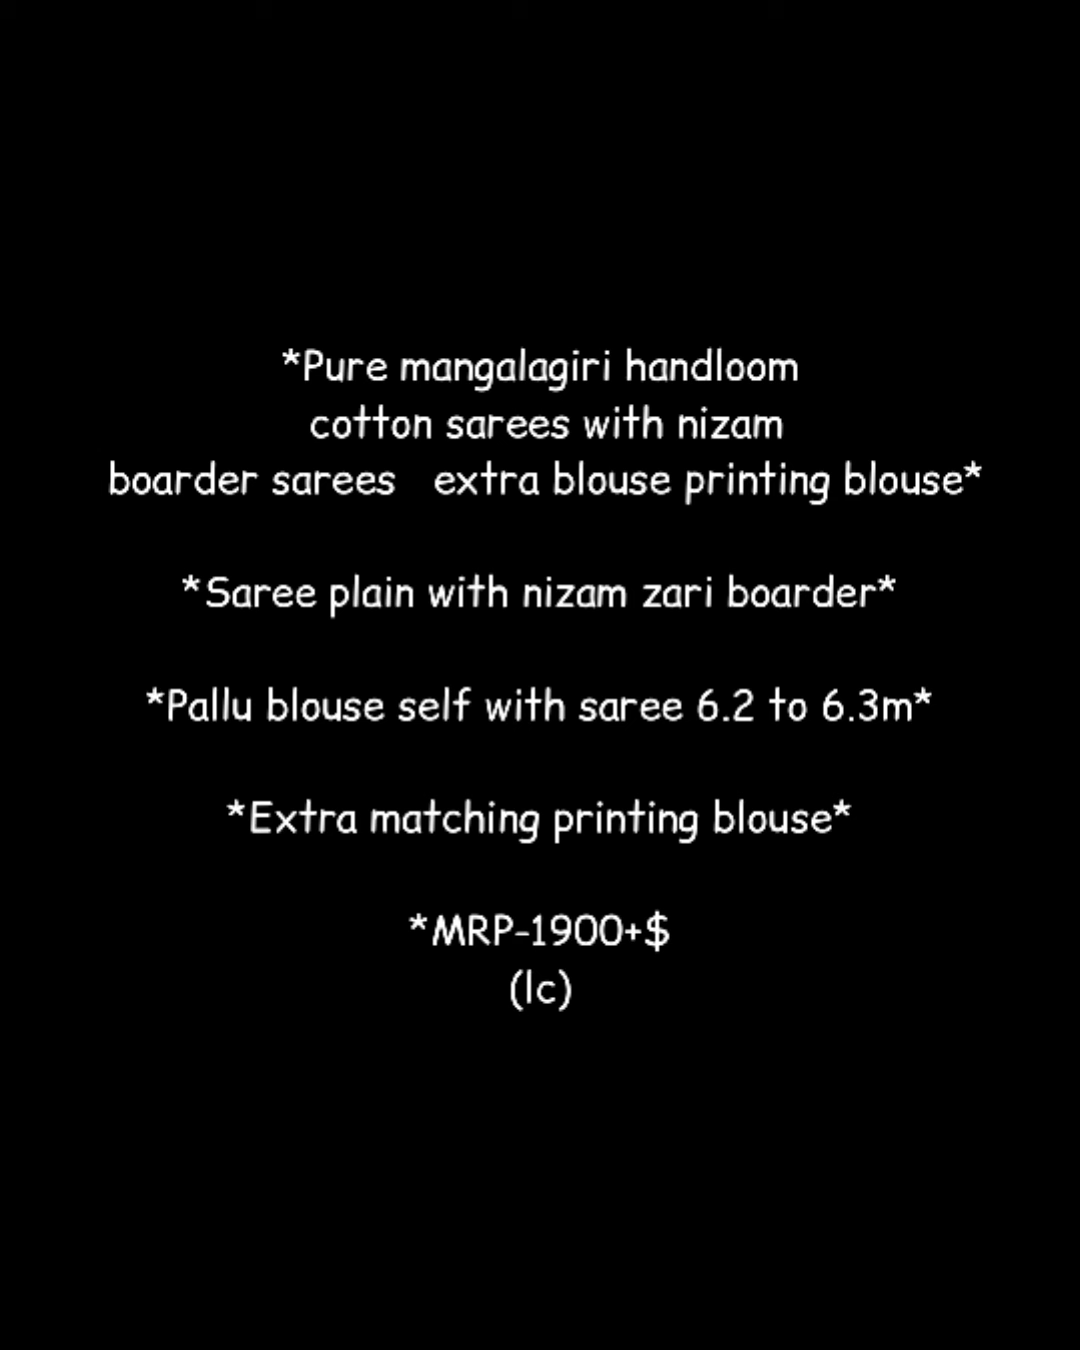 *Pure mangalagiri handloom
cotton sarees with nizam
boarder sarees   extra blouse printing blouse*
*Saree plain with nizam zari boarder*
*Pallu blouse self with saree 6.2 to 6.3m*
*Extra matching printing blouse*
*MRP-1900+$
(lc)